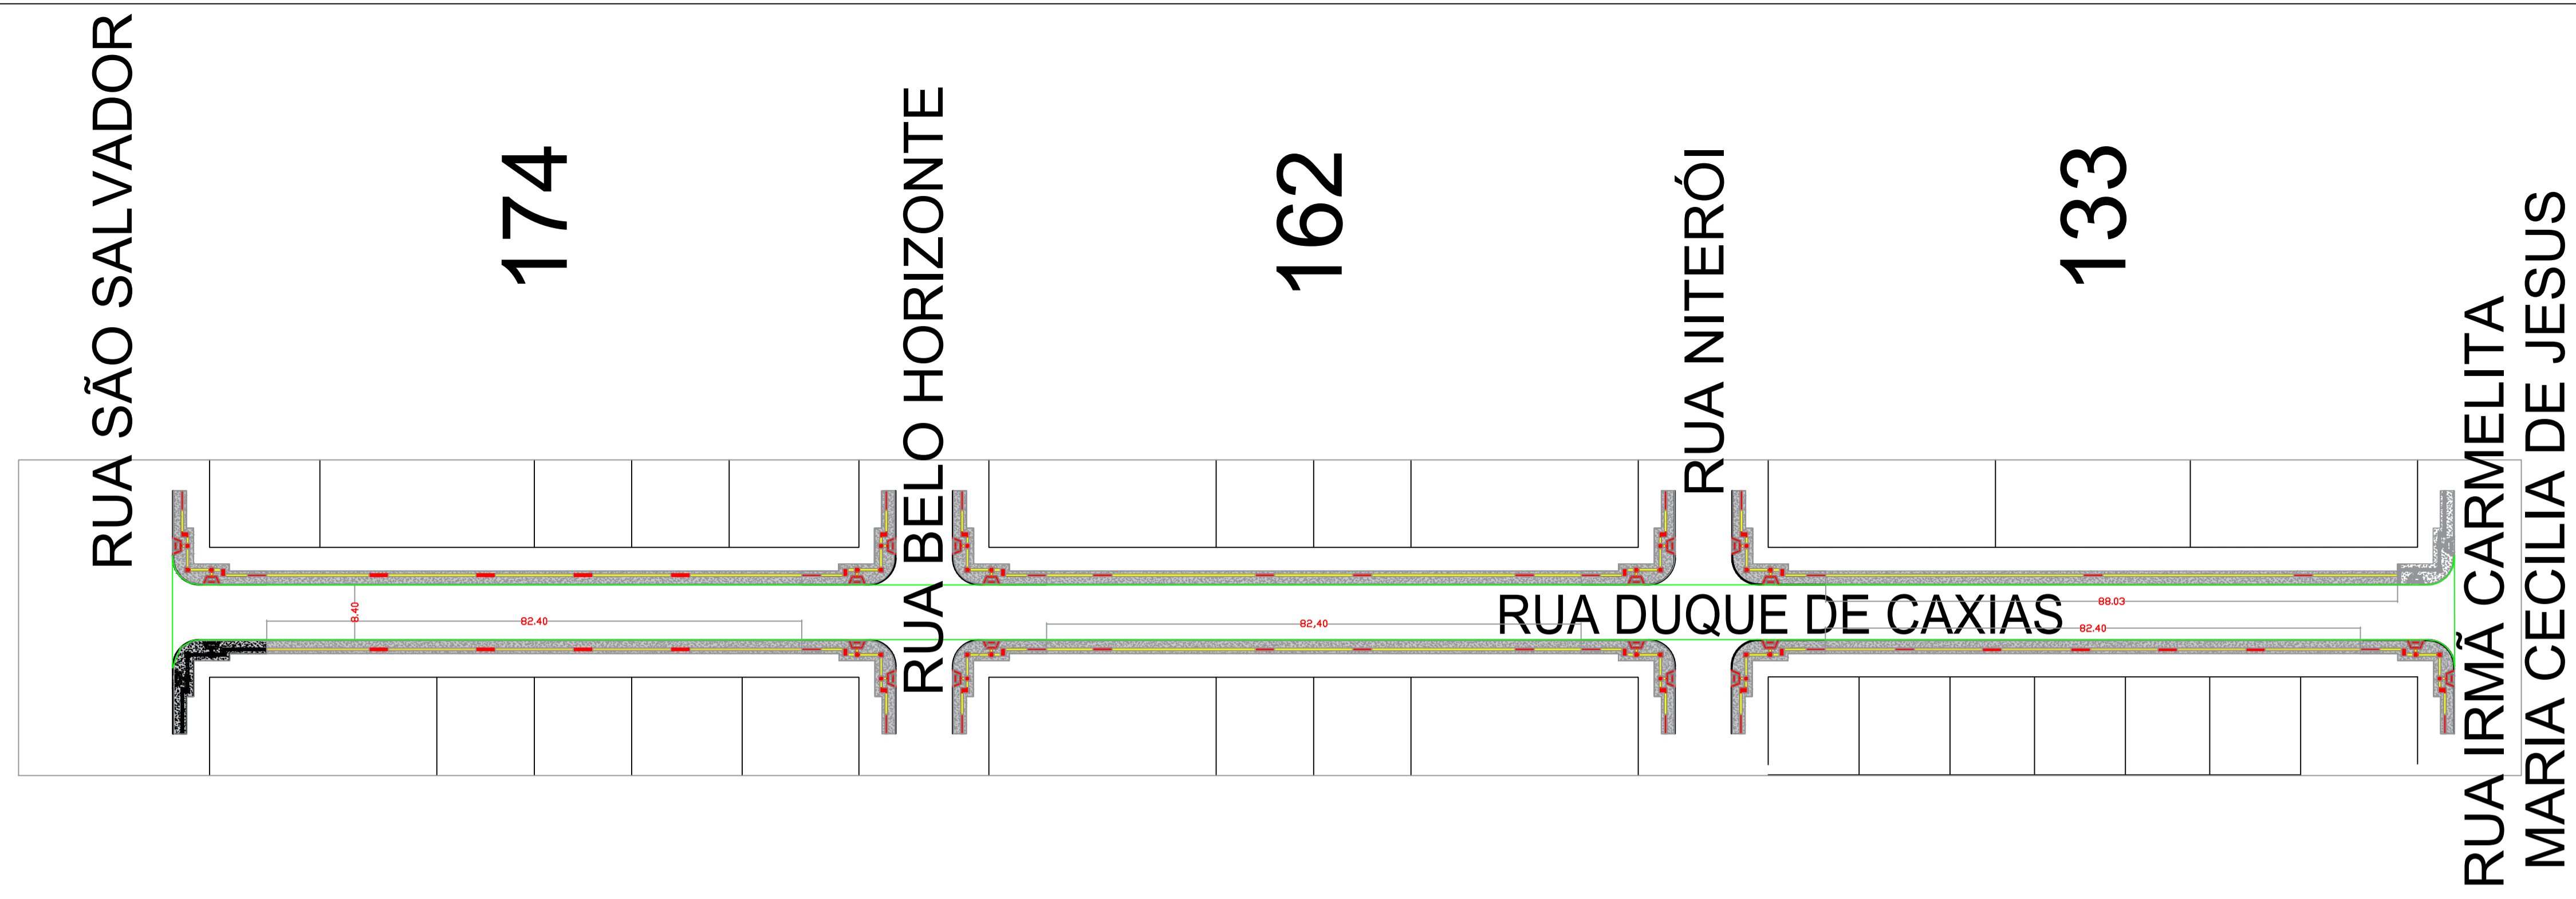 RUA SÃO SALVADOR
174
RUA BELO HORIZONTE
162
RUA NITERÓI
133
RUA IRMÃ CARMELITA
MARIA CECILIA DE JESUS
RUA DUQUE DE CAXIAS
8.40
82.40
82,40
88.03
82.40